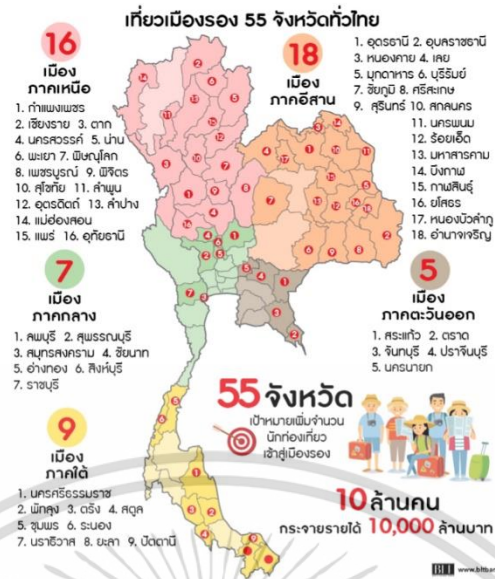 เที่ยวเมืองรอง 55 จังหวัดทั่วไทย
16
เมือง
ภาคเหนือ
1. กำแพงเพชร
2. เชียงราย 3. ตาก
4. นครสวรรค์ 5. น่าน
6. พะเยา 7. พิษณุโลก
8. เพชรบูรณ์ 9. พิจิตร
10. สุโขทัย 11. ลำพูน
12. อุตรดิตถ์ 13. ลำปาง
14. แม่ฮ่องสอน
15. แพร่ 16. อุทัยธานี
18
เมือง
ภาคอีสาน
1. อุดรธานี 2. อุบลราชธานี
3. หนองคาย 4. เลย
5. มุกดาหาร 6. บุรีรัมย์
7. ชัยภูมิ 8. ศรีสะเกษ
9. สุรินทร์ 10. สกลนคร
11. นครพนม
12. ร้อยเอ็ด
13. มหาสารคาม
14. บึงกาฬ
15. กาฬสินธุ์
16. ยโสธร
17. หนองบัวลำภู
18. อำนาจเจริญ
7
เมือง
ภาคกลาง
1. ลพบุรี 2. สุพรรณบุรี
3. สมุทรสงคราม 4. ชัยนาท
5. อ่างทอง 6. สิงห์บุรี
7. ราชบุรี
5
เมือง
ภาคตะวันออก
1. สระแก้ว 2. ตราด
3. จันทบุรี 4. ปราจีนบุรี
5. นครนายก
9
เมือง
ภาคใต้
1. นครศรีธรรมราช
2. พัทลุง 3. ตรัง 4. สตูล
5. ชุมพร 6. ระนอง
7. นราธิวาส 8. ยะลา 9. ปัตตานี
55 จังหวัด
เป้าหมายเพิ่มจำนวน
นักท่องเที่ยว
เข้าสู่เมืองรอง
10 ล้านคน
กระจายรายได้ 10,000 ล้านบาท